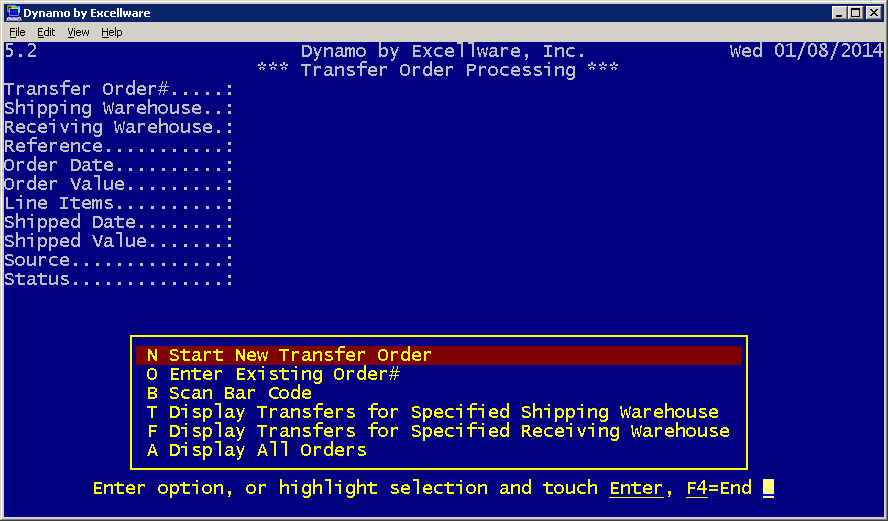 Dynamo by Excellware
File Edit View Help
5.2 Dynamo by Excellware, Inc. Wed 01/08/2014
*** Transfer Order Processing ***
Transfer Order#.....:
Shipping Warehouse..:
Receiving Warehouse.:
Reference...........:
Order Date..........:
Order Value.........:
Line Items..........:
Shipped Date........:
Shipped Value.......:
Source..............:
Status..............:
N Start New Transfer Order
O Enter Existing Order#
B Scan Bar Code
T Display Transfers for Specified Shipping Warehouse
F Display Transfers for Specified Receiving Warehouse
A Display All Orders
Enter option, or highlight selection and touch Enter, F4=End